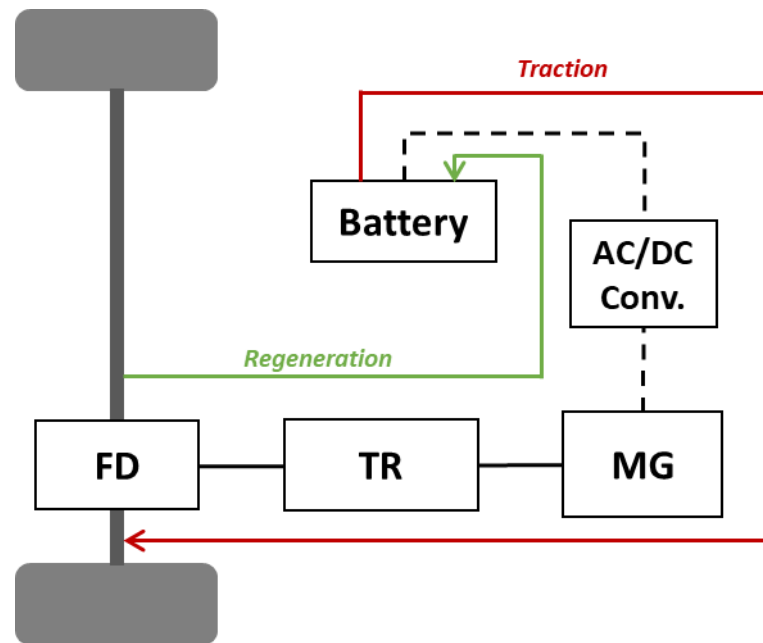 Traction
Battery
AC/DC
Conv.
Regeneration
FD
TR
MG